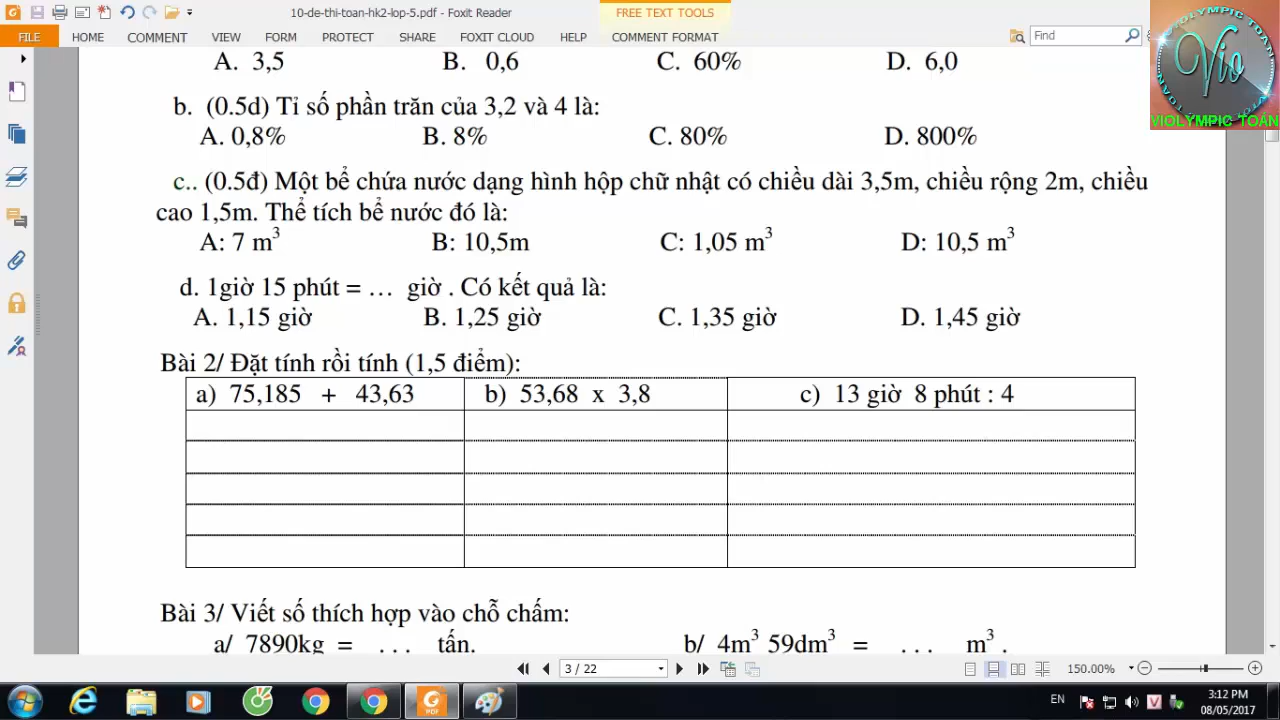 10-de-thi-toan-hk2-lop-5.pdf - Foxit Reader
FREE TEXT TOOLS
FILE HOME COMMENT VIEW FORM PROTECT SHARE FOXIT CLOUD HELP COMMENT FORMAT Find
Vio
VIOLYMPIC TOÁN
A. 3,5 B. 0,6 C. 60% D. 6,0
b. (0.5d) Tỉ số phần trăn của 3,2 và 4 là:
A. 0,8% B. 8% C. 80% D. 800%
c.. (0.5đ) Một bể chứa nước dạng hình hộp chữ nhật có chiều dài 3,5m, chiều rộng 2m, chiều
cao 1,5m. Thể tích bể nước đó là:
A: 7 m³ B: 10,5m C: 1,05 m³ D: 10,5 m³
d. 1giờ 15 phút = … giờ . Có kết quả là:
A. 1,15 giờ B. 1,25 giờ C. 1,35 giờ D. 1,45 giờ
Bài 2/ Đặt tính rồi tính (1,5 điểm):
a) 75,185 + 43,63 b) 53,68 x 3,8 c) 13 giờ 8 phút : 4
Bài 3/ Viết số thích hợp vào chỗ chấm:
a/ 7890kg = . . . tấn. b/ 4m³ 59dm³ = . . . m³ .
3 / 22 150.00%
EN 3:12 PM
08/05/2017